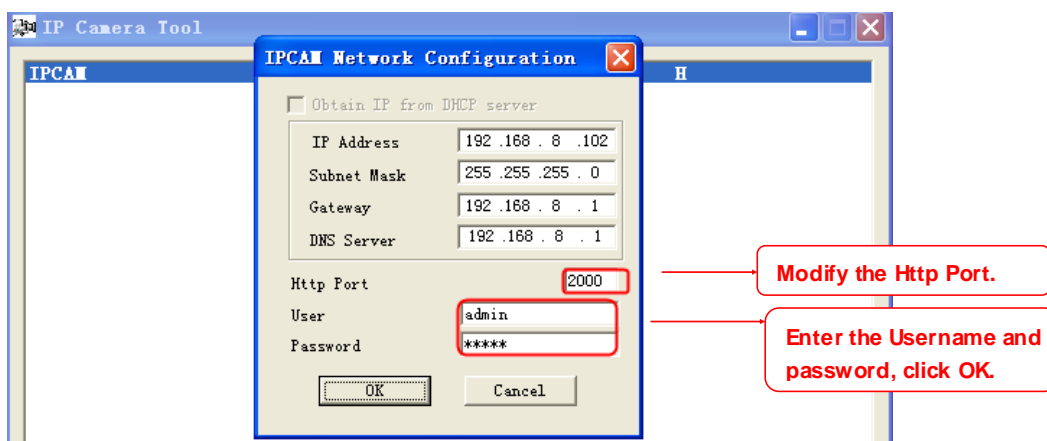 IP Camera Tool
IPCAM Network Configuration
IPCAM
H
Obtain IP from DHCP server
IP Address 192 .168 . 8 .102
Subnet Mask 255 .255 .255 . 0
Gateway 192 .168 . 8 . 1
DNS Server 192 .168 . 8 . 1
Http Port 2000
Modify the Http Port.
User admin
Password *****
Enter the Username and
password, click OK.
OK Cancel